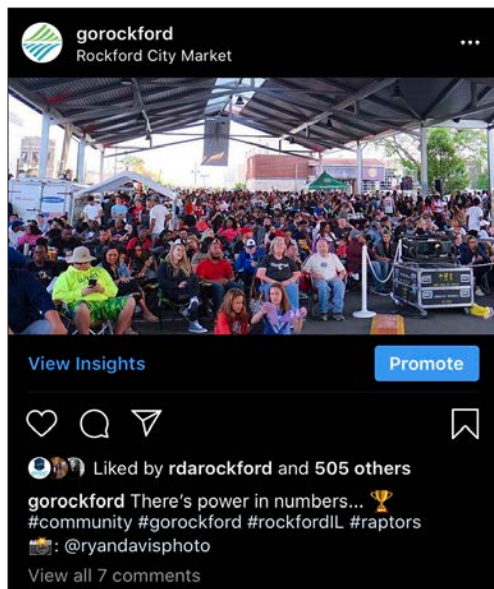 gorockford
Rockford City Market
View Insights
Promote
Liked by rdarockford and 505 others
gorockford There's power in numbers... 🏆
#community #gorockford #rockfordIL #raptors
📸: @ryandavisphoto
View all 7 comments